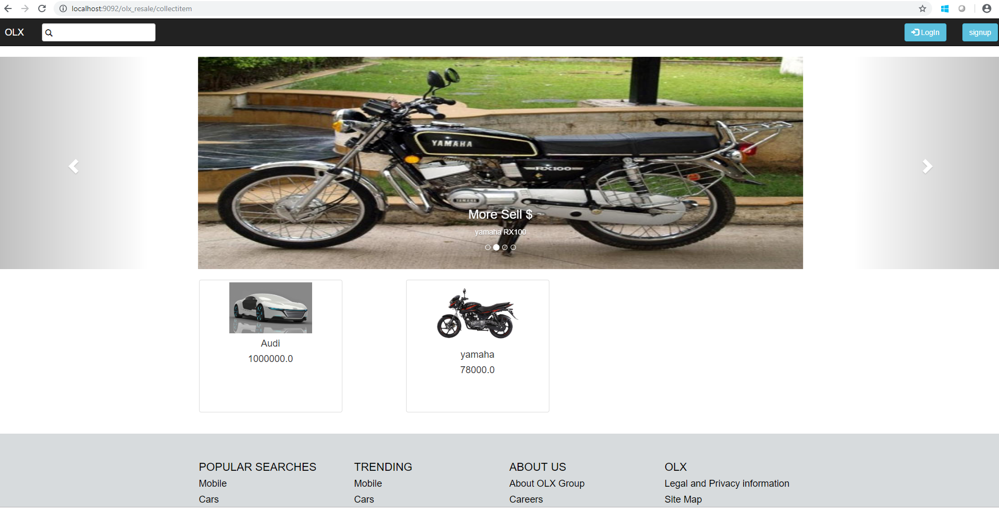 localhost:9092/olx_resale/collectitem
OLX
LogIn
signup
YAMAHA
RX100
YAMAHA
More Sell $
yamaha RX100
Audi
1000000.0
yamaha
78000.0
POPULAR SEARCHES
Mobile
Cars
TRENDING
Mobile
Cars
ABOUT US
About OLX Group
Careers
OLX
Legal and Privacy information
Site Map